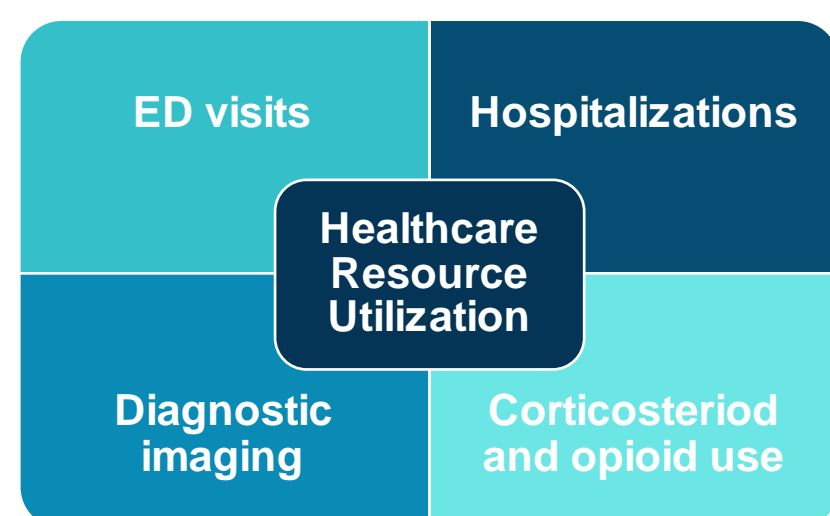 ED visits
Hospitalizations
Healthcare
Resource
Utilization
Diagnostic
imaging
Corticosteriod
and opioid use